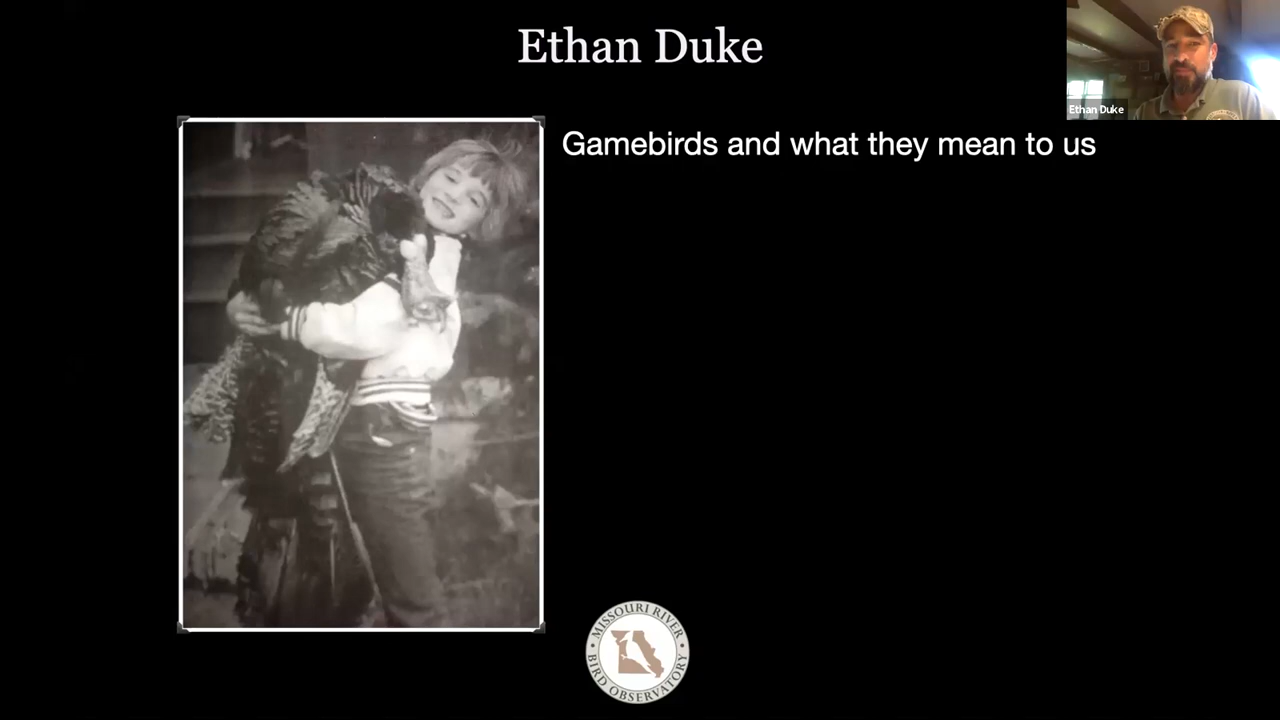 Ethan Duke
Ethan Duke
Gamebirds and what they mean to us
• MISSOURI RIVER •
BIRD OBSERVATORY